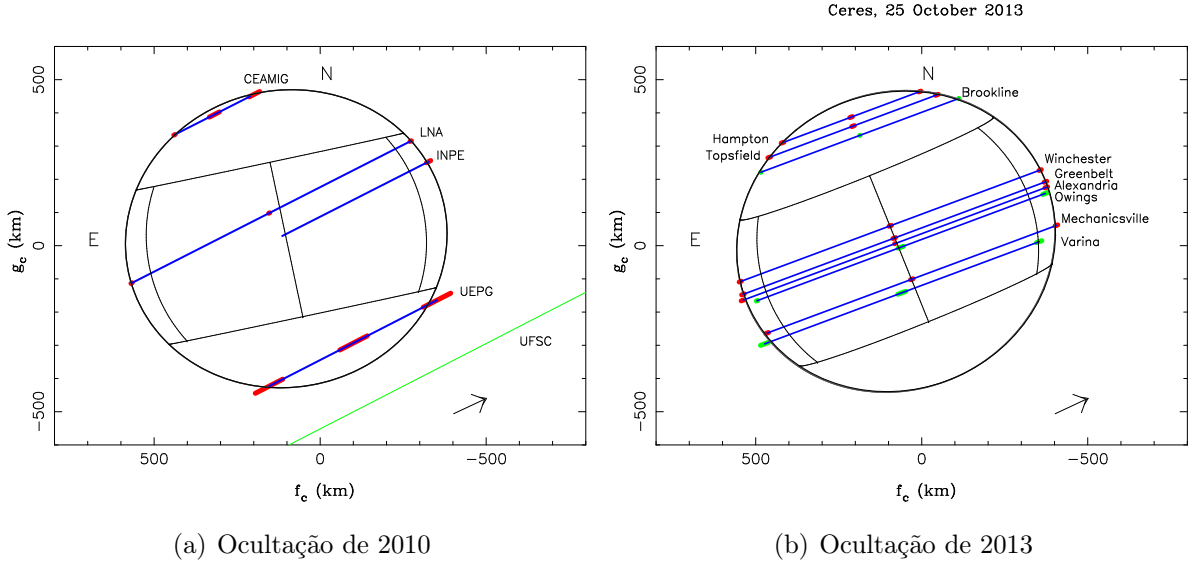 Ceres, 25 October 2013
500
0
−500
g_c (km)
N
E
CEAMIG
LNA
INPE
UEPG
UFSC
500
0
−500
f_c (km)
(a) Ocultação de 2010
500
0
−500
g_c (km)
N
E
Brookline
Hampton
Topsfield
Winchester
Greenbelt
Alexandria
Owings
Mechanicsville
Varina
500
0
−500
f_c (km)
(b) Ocultação de 2013